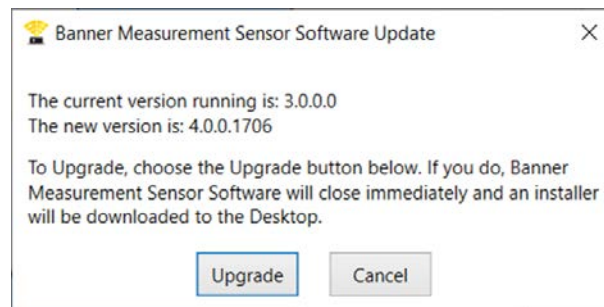 Banner Measurement Sensor Software Update
The current version running is: 3.0.0.0
The new version is: 4.0.0.1706
To Upgrade, choose the Upgrade button below. If you do, Banner
Measurement Sensor Software will close immediately and an installer
will be downloaded to the Desktop.
Upgrade Cancel